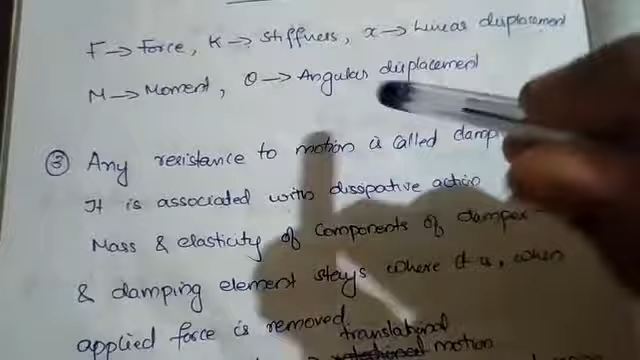 F → Force, K → Stiffness, x → Linear displacement
M → Moment, θ → Angular displacement
③ Any resistance to motion is called damp
It is associated with dissipative action
Mass & elasticity of components of damper
& damping element stays where it is, when
applied force is removed
translational
motion